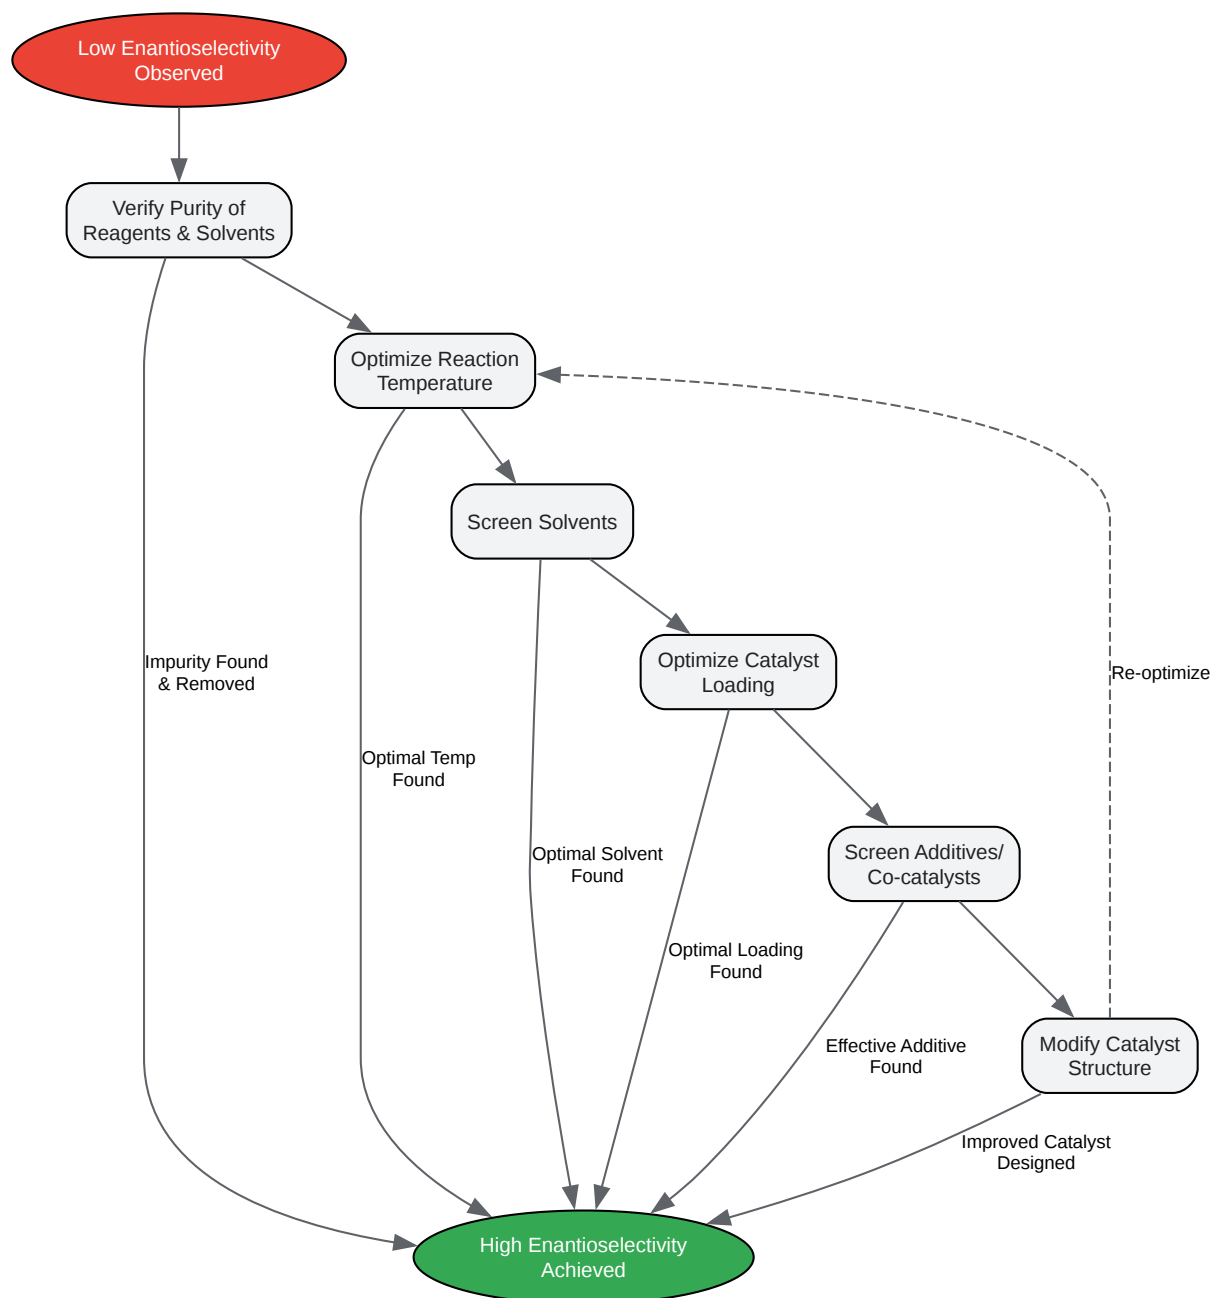 Low Enantioselectivity
Observed
Verify Purity of
Reagents & Solvents
Optimize Reaction
Temperature
Screen Solvents
Optimize Catalyst
Loading
Impurity Found
& Removed
Re-optimize
Optimal Temp
Found
Screen Additives/
Co-catalysts
Optimal Solvent
Found
Optimal Loading
Found
Modify Catalyst
Structure
Effective Additive
Found
Improved Catalyst
Designed
High Enantioselectivity
Achieved